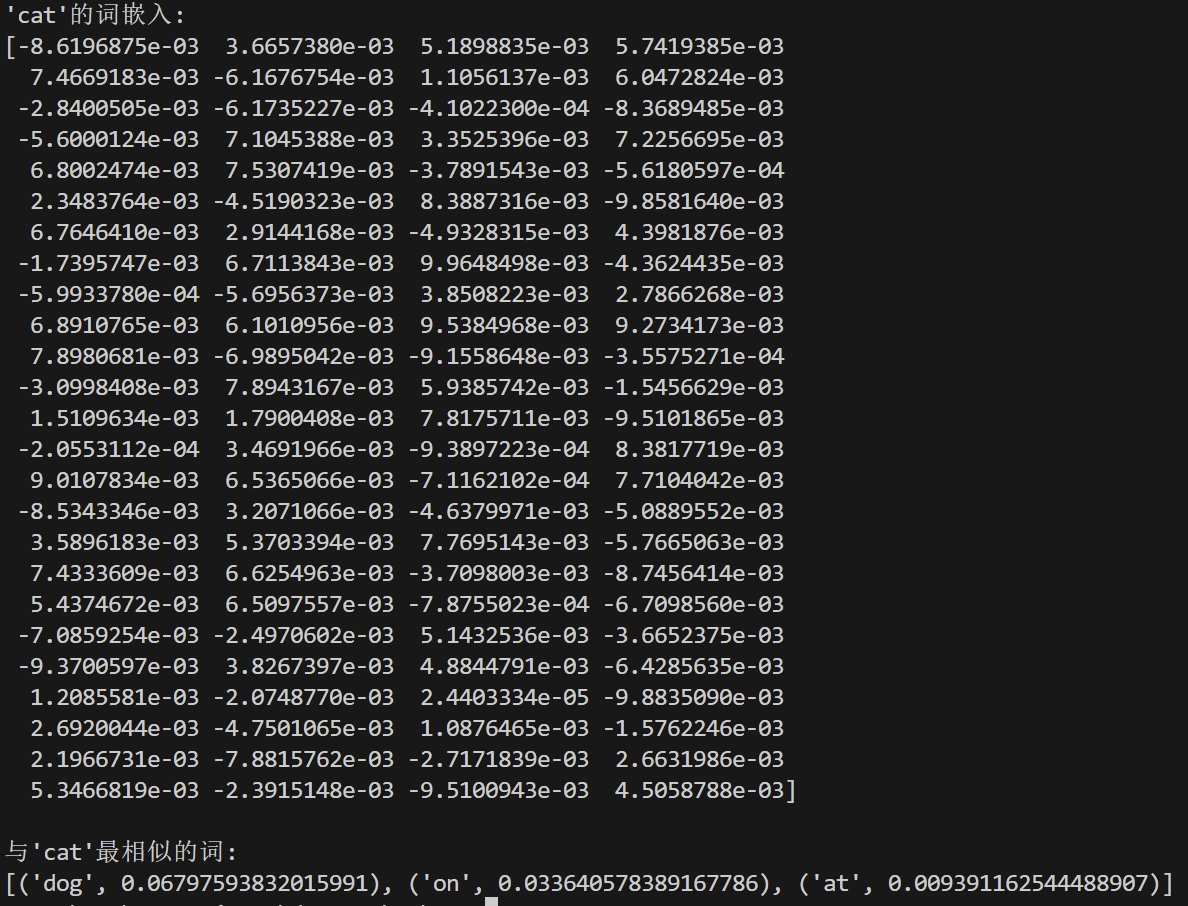 'cat'的词嵌入:
[-8.6196875e-03  3.6657380e-03  5.1898835e-03  5.7419385e-03
  7.4669183e-03 -6.1676754e-03  1.1056137e-03  6.0472824e-03
 -2.8400505e-03 -6.1735227e-03 -4.1022300e-04 -8.3689485e-03
 -5.6000124e-03  7.1045388e-03  3.3525396e-03  7.2256695e-03
  6.8002474e-03  7.5307419e-03 -3.7891543e-03 -5.6180597e-04
  2.3483764e-03 -4.5190323e-03  8.3887316e-03 -9.8581640e-03
  6.7646410e-03  2.9144168e-03 -4.9328315e-03  4.3981876e-03
 -1.7395747e-03  6.7113843e-03  9.9648498e-03 -4.3624435e-03
 -5.9933780e-04 -5.6956373e-03  3.8508223e-03  2.7866268e-03
  6.8910765e-03  6.1010956e-03  9.5384968e-03  9.2734173e-03
  7.8980681e-03 -6.9895042e-03 -9.1558648e-03 -3.5575271e-04
 -3.0998408e-03  7.8943167e-03  5.9385742e-03 -1.5456629e-03
  1.5109634e-03  1.7900408e-03  7.8175711e-03 -9.5101865e-03
 -2.0553112e-04  3.4691966e-03 -9.3897223e-04  8.3817719e-03
  9.0107834e-03  6.5365066e-03 -7.1162102e-04  7.7104042e-03
 -8.5343346e-03  3.2071066e-03 -4.6379971e-03 -5.0889552e-03
  3.5896183e-03  5.3703394e-03  7.7695143e-03 -5.7665063e-03
  7.4333609e-03  6.6254963e-03 -3.7098003e-03 -8.7456414e-03
  5.4374672e-03  6.5097557e-03 -7.8755023e-04 -6.7098560e-03
 -7.0859254e-03 -2.4970602e-03  5.1432536e-03 -3.6652375e-03
 -9.3700597e-03  3.8267397e-03  4.8844791e-03 -6.4285635e-03
  1.2085581e-03 -2.0748770e-03  2.4403334e-05 -9.8835090e-03
  2.6920044e-03 -4.7501065e-03  1.0876465e-03 -1.5762246e-03
  2.1966731e-03 -7.8815762e-03 -2.7171839e-03  2.6631986e-03
  5.3466819e-03 -2.3915148e-03 -9.5100943e-03  4.5058788e-03]
与'cat'最相似的词:
[('dog', 0.06797593832015991), ('on', 0.033640578389167786), ('at', 0.009391162544488907)]